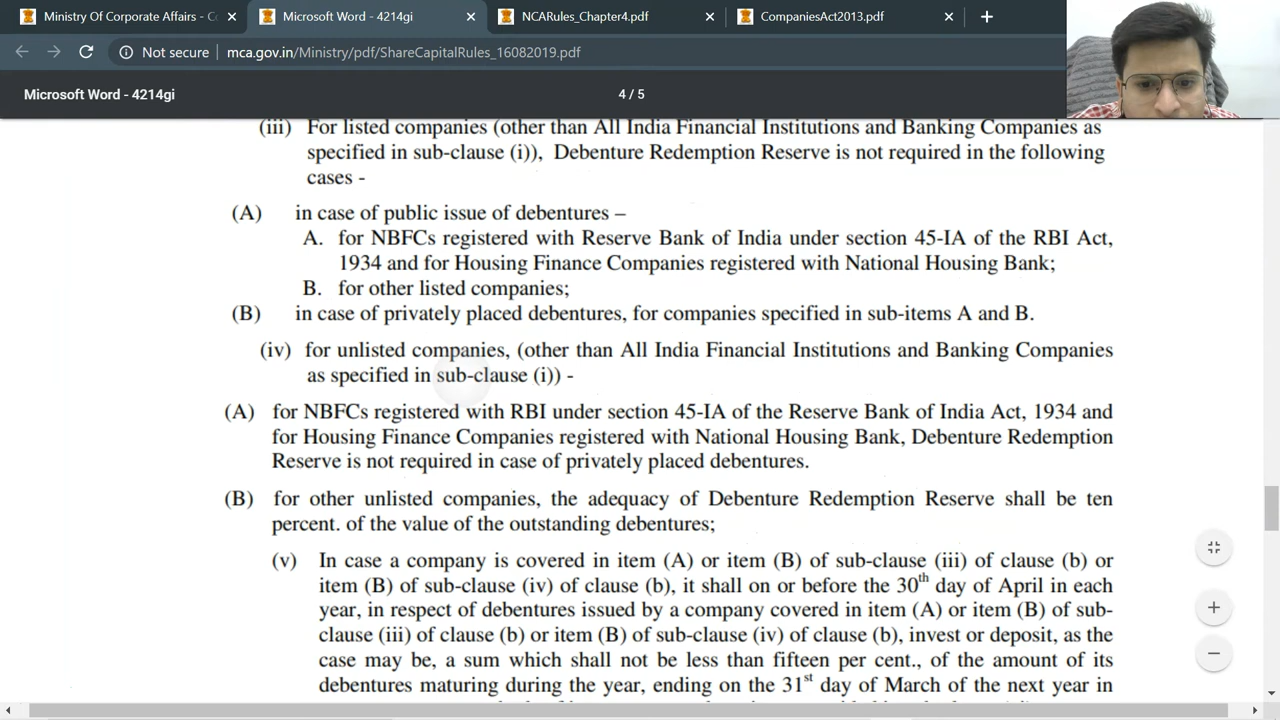 Ministry Of Corporate Affairs - Co
Microsoft Word - 4214gi
NCARules_Chapter4.pdf
CompaniesAct2013.pdf
Not secure
mca.gov.in/Ministry/pdf/ShareCapitalRules_16082019.pdf
Microsoft Word - 4214gi
4 / 5
(iii) For listed companies (other than All India Financial Institutions and Banking Companies as
specified in sub-clause (i)), Debenture Redemption Reserve is not required in the following
cases -
(A) in case of public issue of debentures –
A. for NBFCs registered with Reserve Bank of India under section 45-IA of the RBI Act,
1934 and for Housing Finance Companies registered with National Housing Bank;
B. for other listed companies;
(B) in case of privately placed debentures, for companies specified in sub-items A and B.
(iv) for unlisted companies, (other than All India Financial Institutions and Banking Companies
as specified in sub-clause (i)) -
(A) for NBFCs registered with RBI under section 45-IA of the Reserve Bank of India Act, 1934 and
for Housing Finance Companies registered with National Housing Bank, Debenture Redemption
Reserve is not required in case of privately placed debentures.
(B) for other unlisted companies, the adequacy of Debenture Redemption Reserve shall be ten
percent. of the value of the outstanding debentures;
(v) In case a company is covered in item (A) or item (B) of sub-clause (iii) of clause (b) or
item (B) of sub-clause (iv) of clause (b), it shall on or before the 30th day of April in each
year, in respect of debentures issued by a company covered in item (A) or item (B) of sub-
clause (iii) of clause (b) or item (B) of sub-clause (iv) of clause (b), invest or deposit, as the
case may be, a sum which shall not be less than fifteen per cent., of the amount of its
debentures maturing during the year, ending on the 31st day of March of the next year in